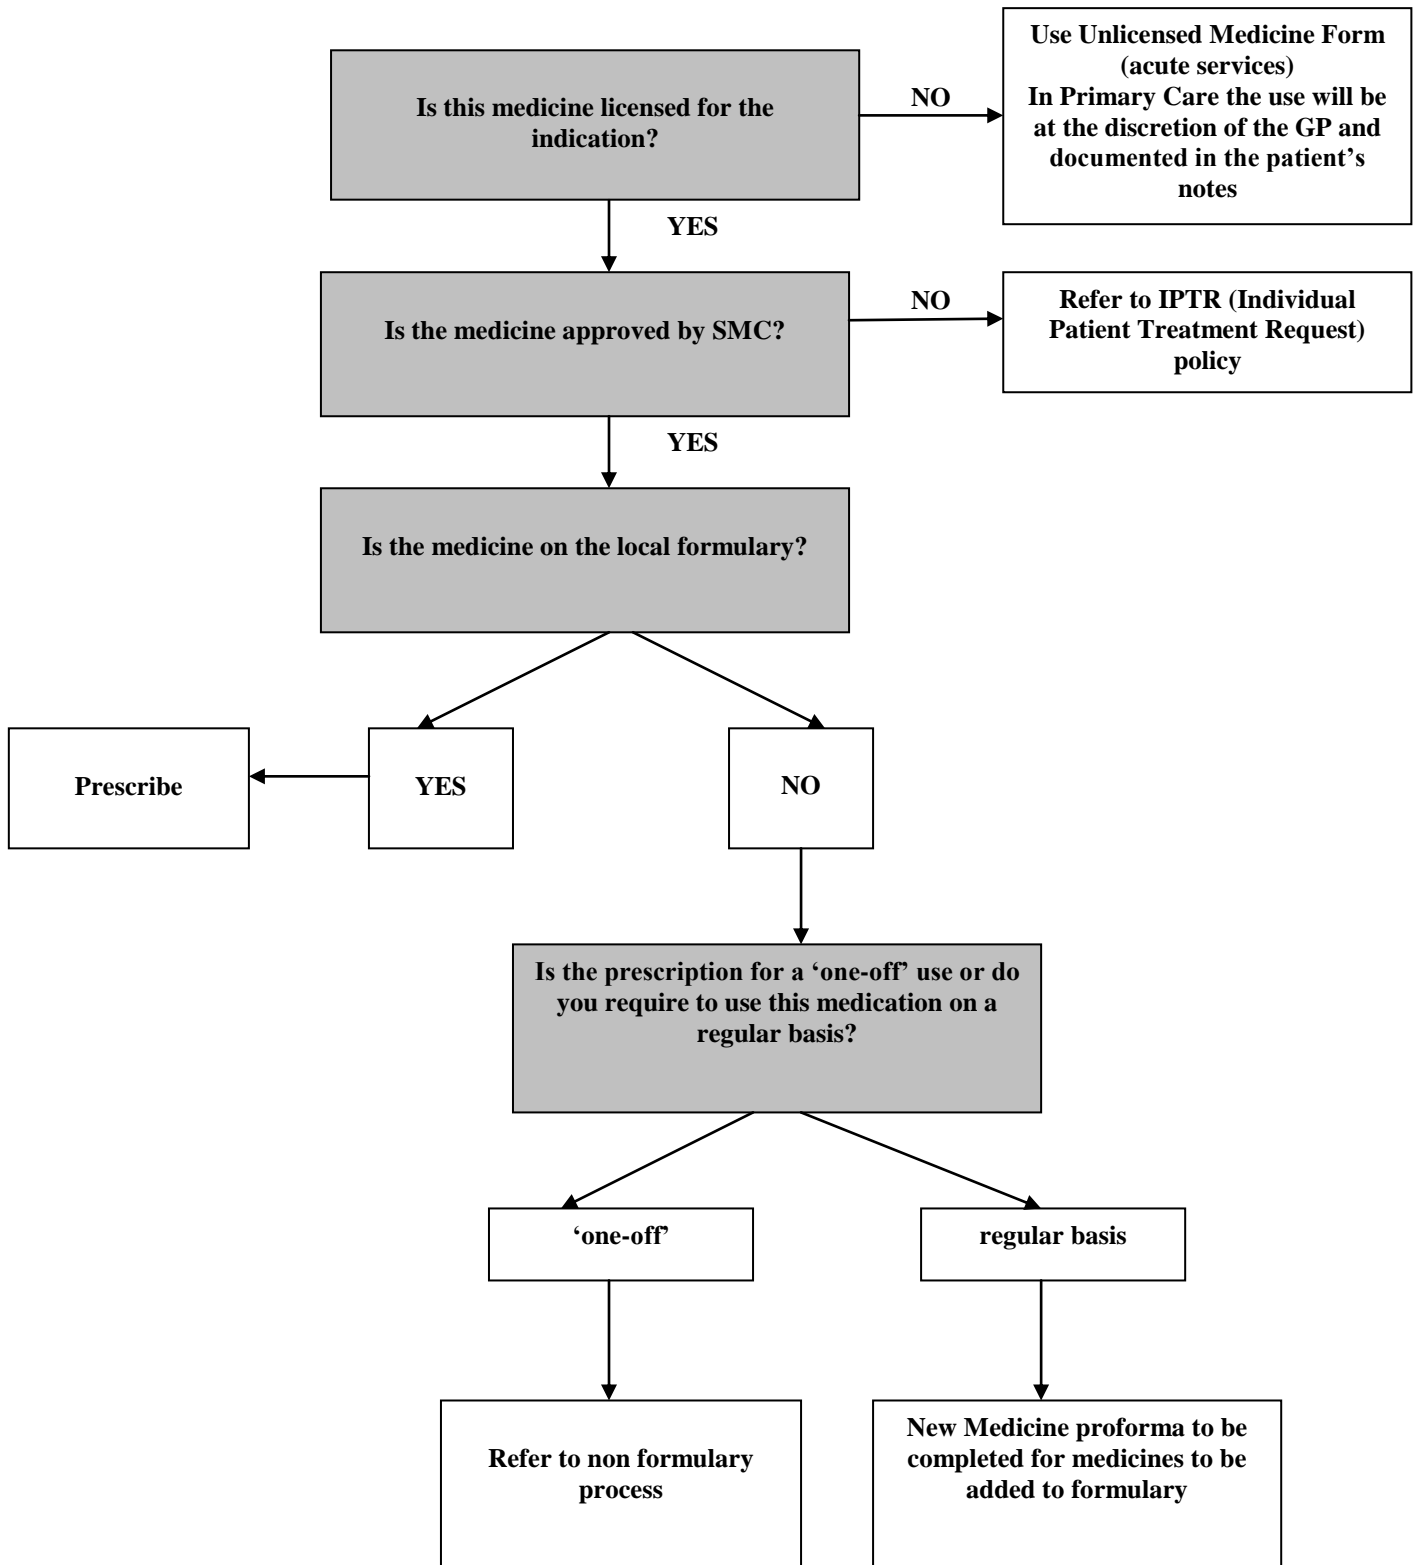 Is this medicine licensed for the
indication?
NO
Use Unlicensed Medicine Form
(acute services)
In Primary Care the use will be
at the discretion of the GP and
documented in the patient’s
notes
YES
Is the medicine approved by SMC?
NO
Refer to IPTR (Individual
Patient Treatment Request)
policy
YES
Is the medicine on the local formulary?
Prescribe
YES
NO
Is the prescription for a ‘one-off’ use or do
you require to use this medication on a
regular basis?
‘one-off’
regular basis
Refer to non formulary
process
New Medicine proforma to be
completed for medicines to be
added to formulary